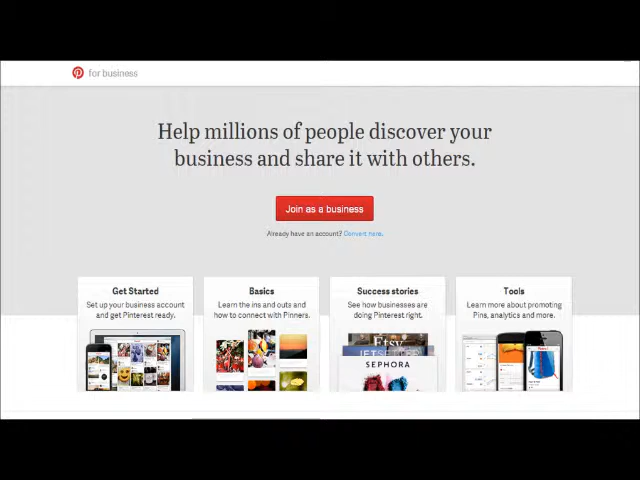 for business
Help millions of people discover your
business and share it with others.
Join as a business
Already have an account? Convert here.
Get Started
Set up your business account
and get Pinterest ready.
Basics
Learn the ins and outs and
how to connect with Pinners.
Success stories
See how businesses are
doing Pinterest right.
Etsy
JETSETTER
SEPHORA
Tools
Learn more about promoting
Pins, analytics and more.